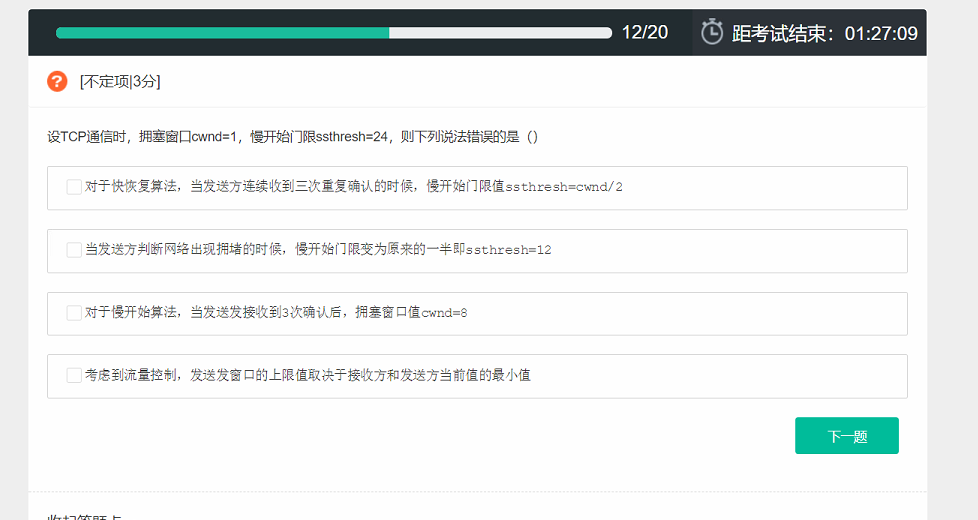 12/20 距考试结束：01:27:09
? [不定项|3分]
设TCP通信时，拥塞窗口cwnd=1，慢开始门限ssthresh=24，则下列说法错误的是（）
对于快恢复算法，当发送方连续收到三次重复确认的时候，慢开始门限值ssthresh=cwnd/2
当发送方判断网络出现拥堵的时候，慢开始门限变为原来的一半即ssthresh=12
对于慢开始算法，当发送发接收到3次确认后，拥塞窗口值cwnd=8
考虑到流量控制，发送发窗口的上限值取决于接收方和发送方当前值的最小值
下一题